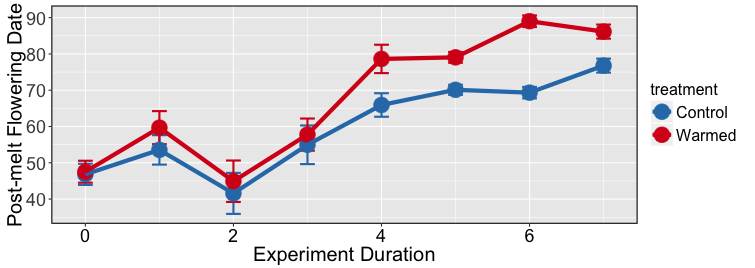 Post-melt Flowering Date
90
80
70
60
50
40
0
2
4
6
Experiment Duration
treatment
Control
Warmed